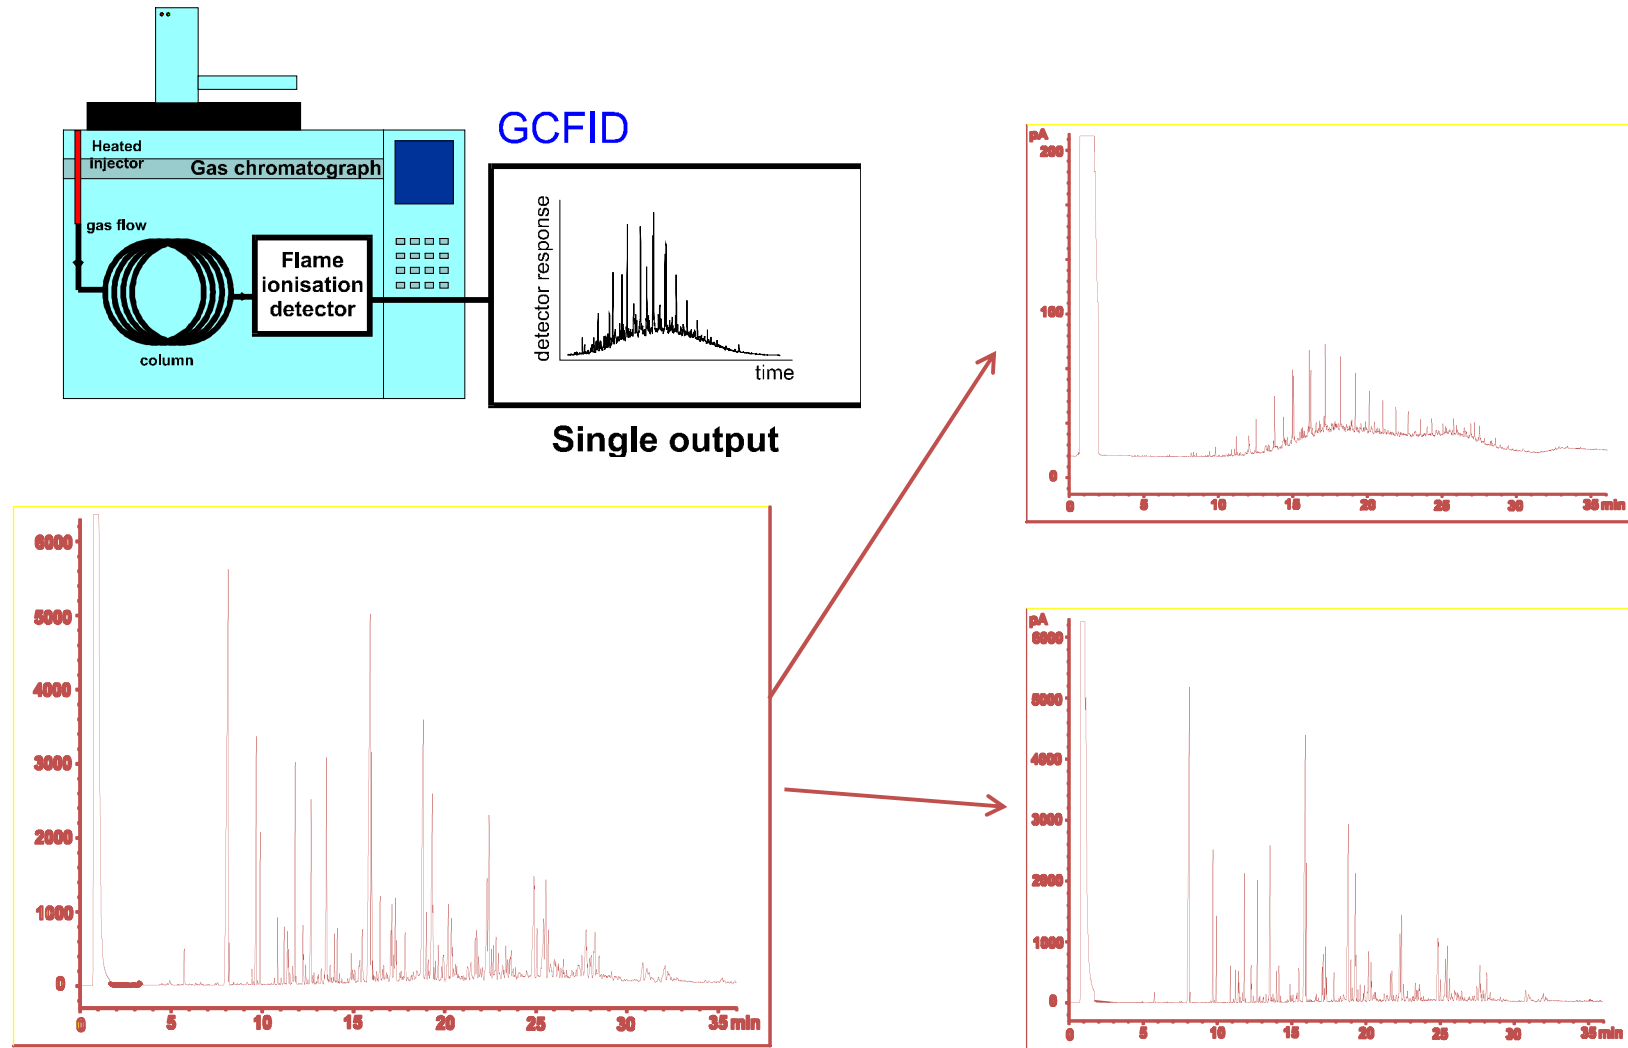 Heated
injector
Gas chromatograph
gas flow
Flame
ionisation
detector
column
GCFID
detector response
time
Single output
6000
5000
4000
3000
2000
1000
0
0 5 10 15 20 25 30 35 min
pA
200
100
0
0 5 10 15 20 25 30 35 min
pA
6000
5000
4000
3000
2000
1000
0
0 5 10 15 20 25 30 35 min